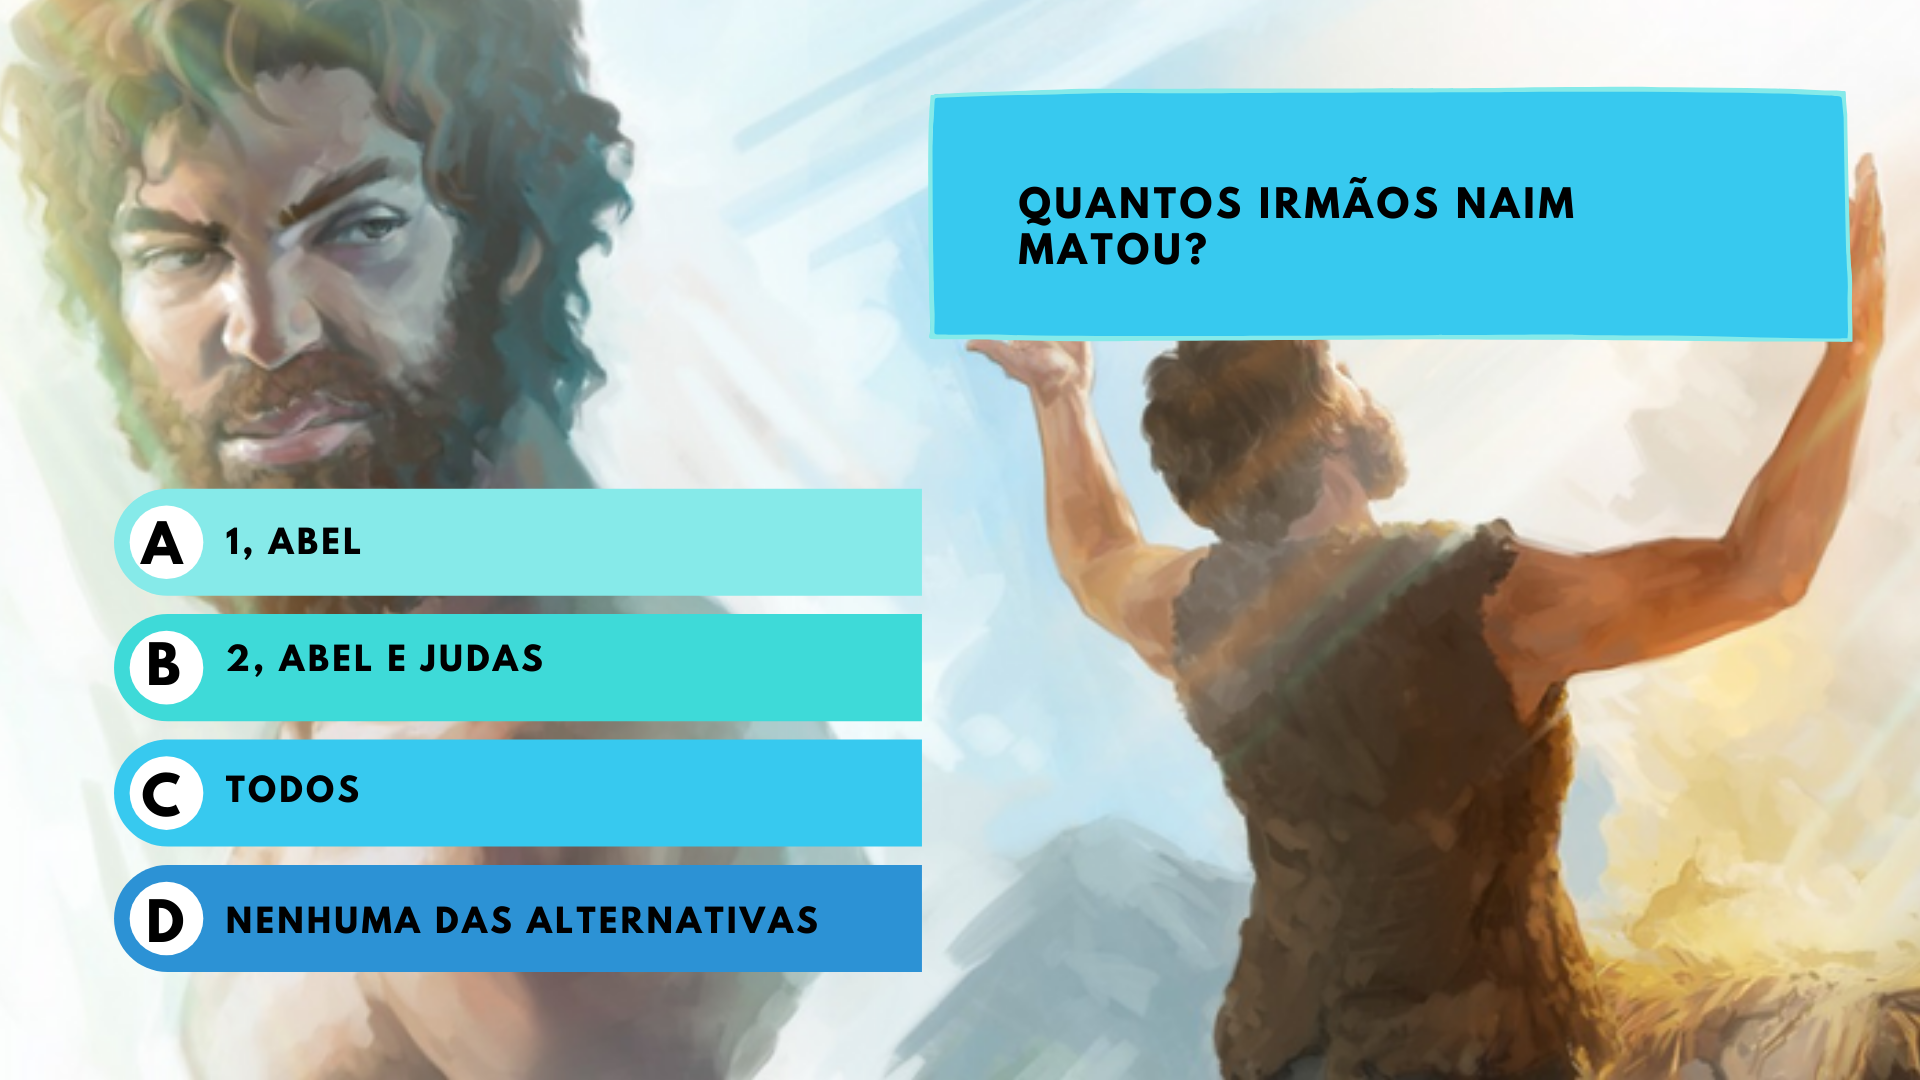 QUANTOS IRMÃOS NAIM
MATOU?
A 1, ABEL
B 2, ABEL E JUDAS
C TODOS
D NENHUMA DAS ALTERNATIVAS